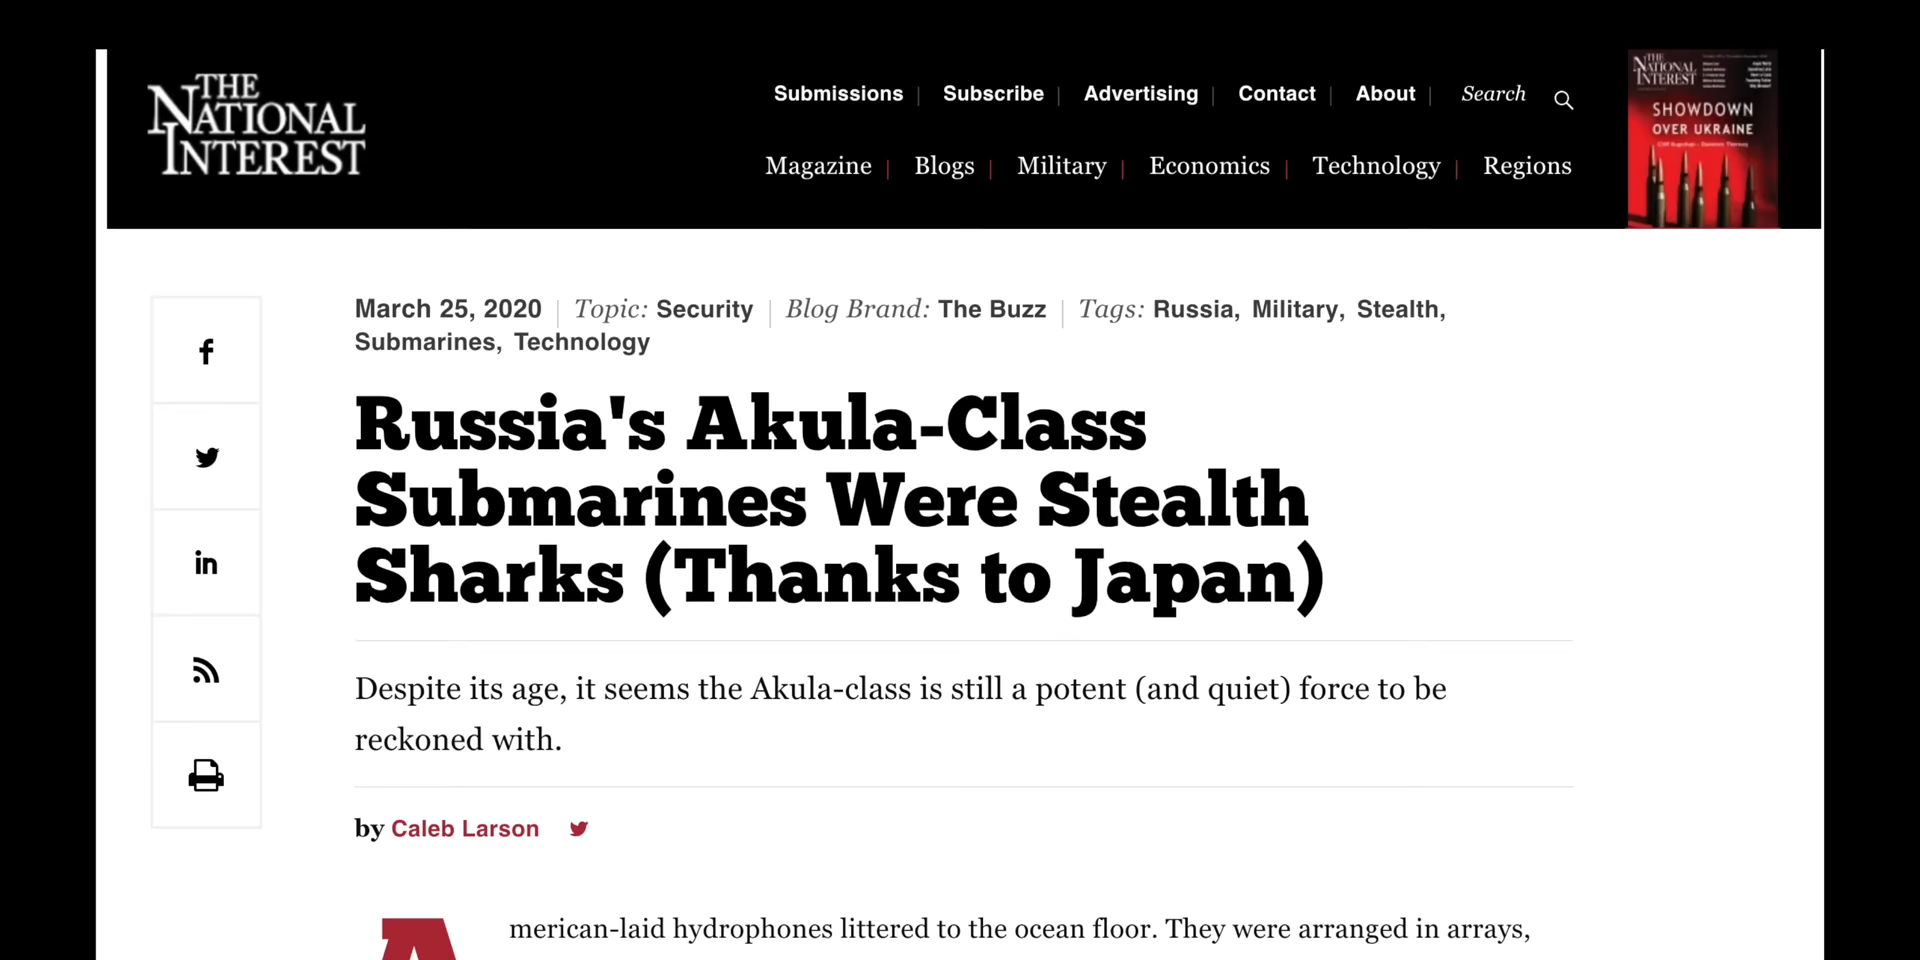 THE
NATIONAL
INTEREST
Submissions | Subscribe | Advertising | Contact | About | Search
Magazine | Blogs | Military | Economics | Technology | Regions
THE
NATIONAL
INTEREST
SHOWDOWN
OVER UKRAINE
March 25, 2020 | Topic: Security | Blog Brand: The Buzz | Tags: Russia, Military, Stealth,
Submarines, Technology
Russia's Akula-Class
Submarines Were Stealth
Sharks (Thanks to Japan)
Despite its age, it seems the Akula-class is still a potent (and quiet) force to be
reckoned with.
by Caleb Larson
American-laid hydrophones littered to the ocean floor. They were arranged in arrays,